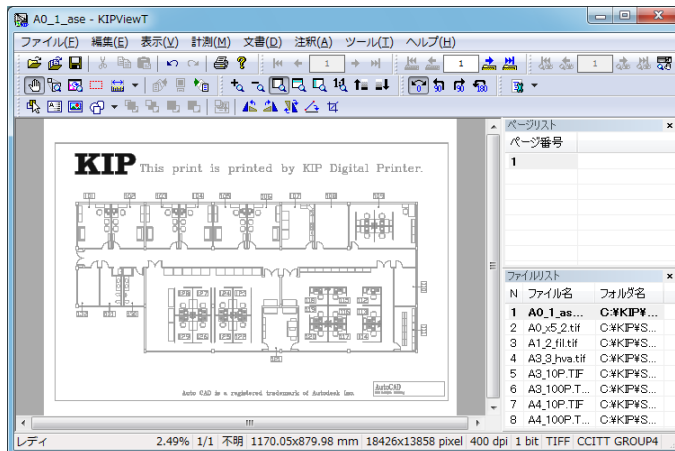 A0_1_ase - KIPViewT
ファイル(F) 編集(E) 表示(V) 計測(M) 文書(D) 注釈(A) ツール(T) ヘルプ(H)
1 1 1
ページリスト
ページ番号
1
KIP This print is printed by KIP Digital Printer.
Auto CAD is a registered trademark of Autodesk Inc.
AutoCAD
ファイルリスト
N ファイル名 フォルダ名
1 A0_1_as... C:¥KIP¥...
2 A0_x5_2.tif C:¥KIP¥S...
3 A1_2_fil.tif C:¥KIP¥S...
4 A3_3_hva.tif C:¥KIP¥S...
5 A3_10P.TIF C:¥KIP¥S...
6 A3_100P.T... C:¥KIP¥S...
7 A4_10P.TIF C:¥KIP¥S...
8 A4_100P.T... C:¥KIP¥S...
レディ 2.49% 1/1 不明 1170.05x879.98 mm 18426x13858 pixel 400 dpi 1 bit TIFF CCITT GROUP4